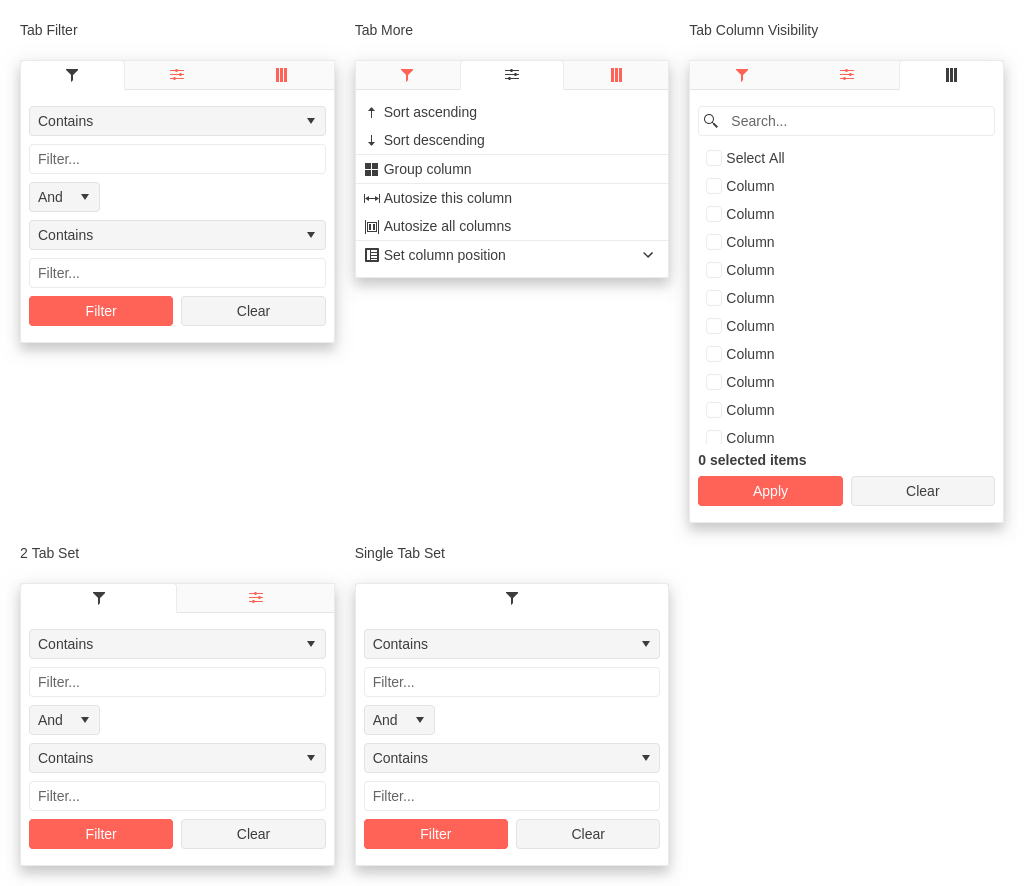 Tab Filter
Contains
Filter...
And
Contains
Filter...
Filter Clear
Tab More
Sort ascending
Sort descending
Group column
Autosize this column
Autosize all columns
Set column position
Tab Column Visibility
Search...
Select All
Column
Column
Column
Column
Column
Column
Column
Column
Column
Column
0 selected items
Apply Clear
2 Tab Set
Contains
Filter...
And
Contains
Filter...
Filter Clear
Single Tab Set
Contains
Filter...
And
Contains
Filter...
Filter Clear